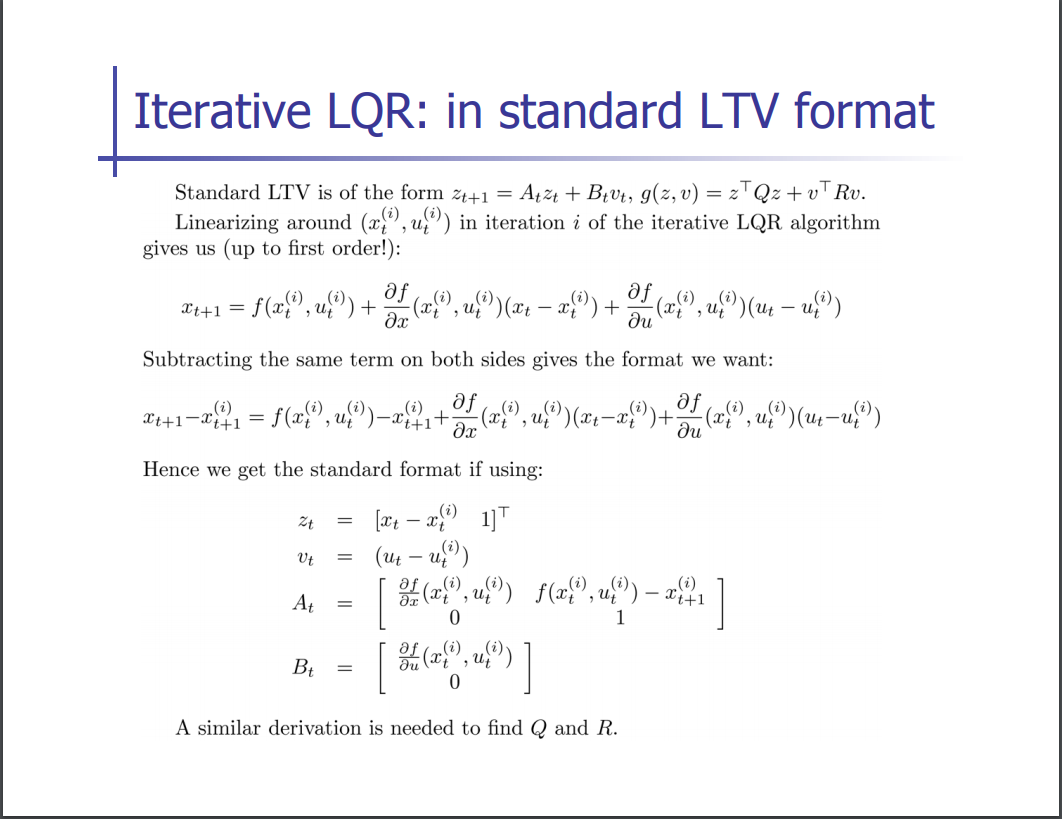 Iterative LQR: in standard LTV format
Standard LTV is of the form $z_{t+1} = A_t z_t + B_t v_t$, $g(z, v) = z^\top Q z + v^\top R v$.
Linearizing around $(x_t^{(i)}, u_t^{(i)})$ in iteration $i$ of the iterative LQR algorithm
gives us (up to first order!):
$x_{t+1} = f(x_t^{(i)}, u_t^{(i)}) + \frac{\partial f}{\partial x}(x_t^{(i)}, u_t^{(i)})(x_t - x_t^{(i)}) + \frac{\partial f}{\partial u}(x_t^{(i)}, u_t^{(i)})(u_t - u_t^{(i)})$
Subtracting the same term on both sides gives the format we want:
$x_{t+1} - x_{t+1}^{(i)} = f(x_t^{(i)}, u_t^{(i)}) - x_{t+1}^{(i)} + \frac{\partial f}{\partial x}(x_t^{(i)}, u_t^{(i)})(x_t - x_t^{(i)}) + \frac{\partial f}{\partial u}(x_t^{(i)}, u_t^{(i)})(u_t - u_t^{(i)})$
Hence we get the standard format if using:
$z_t = [x_t - x_t^{(i)} \quad 1]^\top$
$v_t = (u_t - u_t^{(i)})$
$A_t = \begin{bmatrix} \frac{\partial f}{\partial x}(x_t^{(i)}, u_t^{(i)}) & f(x_t^{(i)}, u_t^{(i)}) - x_{t+1}^{(i)} \\ 0 & 1 \end{bmatrix}$
$B_t = \begin{bmatrix} \frac{\partial f}{\partial u}(x_t^{(i)}, u_t^{(i)}) \\ 0 \end{bmatrix}$
A similar derivation is needed to find $Q$ and $R$.